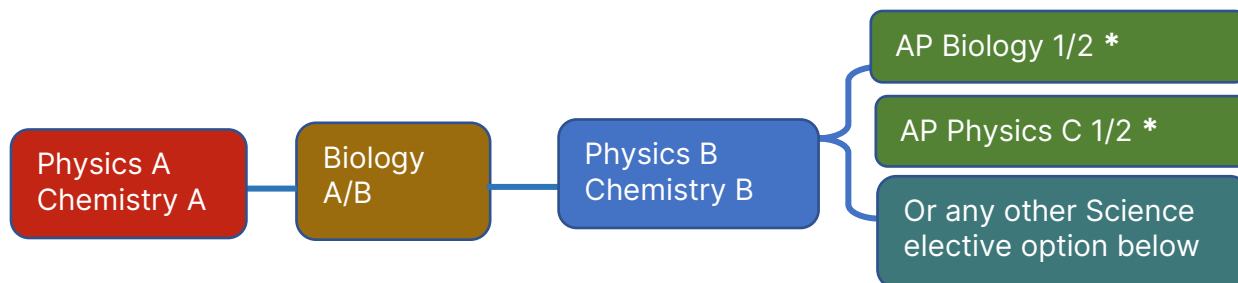 Physics A
Chemistry A
Biology
A/B
Physics B
Chemistry B
AP Biology 1/2 *
AP Physics C 1/2 *
Or any other Science
elective option below